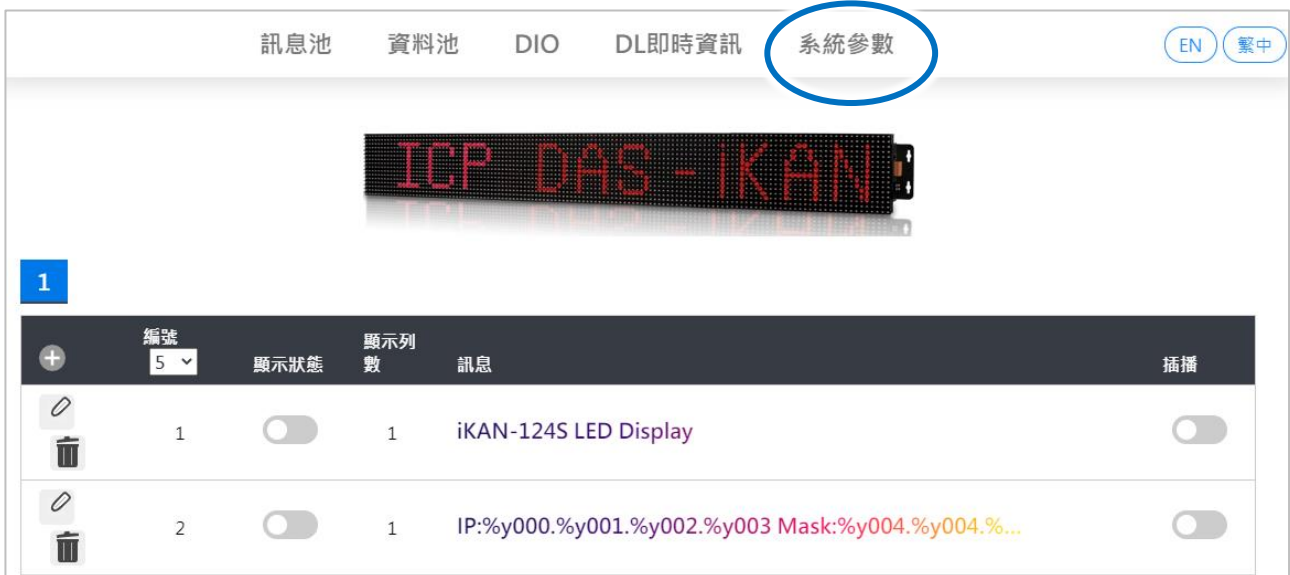 訊息池 資料池 DIO DL即時資訊 系統參數 EN 繁中
ICP DAS-iKAN
1
編號 5 顯示狀態 顯示列數 訊息 插播
1 1 iKAN-124S LED Display
2 1 IP:%y000.%y001.%y002.%y003 Mask:%y004.%y004.%...